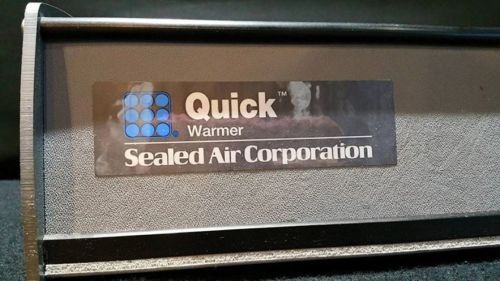 Quick™
Warmer
Sealed Air Corporation